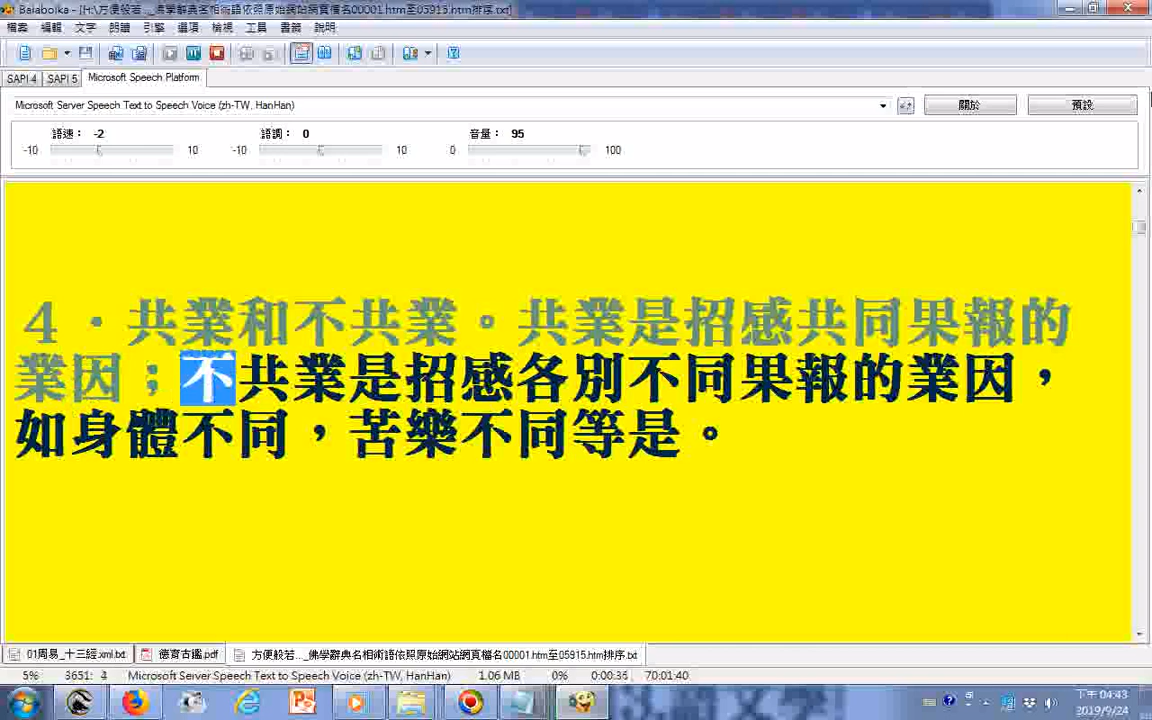 Balabolka - [H:\方便般若..._佛學辭典名相術語依照原始網站網頁檔名00001.htm至05915.htm排序.txt]
檔案 編輯 文字 朗讀 引擎 選項 檢視 工具 書籤 說明
SAPI 4 SAPI 5 Microsoft Speech Platform
Microsoft Server Speech Text to Speech Voice (zh-TW, HanHan) 關於 預設
語速： -2 語調： 0 音量： 95
-10 10 -10 10 0 100
４．共業和不共業。共業是招感共同果報的
業因；不共業是招感各別不同果報的業因，
如身體不同，苦樂不同等是。
01周易_十三經.xml.txt 德育古鑑.pdf 方便般若..._佛學辭典名相術語依照原始網站網頁檔名00001.htm至05915.htm排序.txt
5% 3651: 4 Microsoft Server Speech Text to Speech Voice (zh-TW, HanHan) 1.06 MB 0% 0:00:36 70:01:40
下午 04:43
2019/9/24